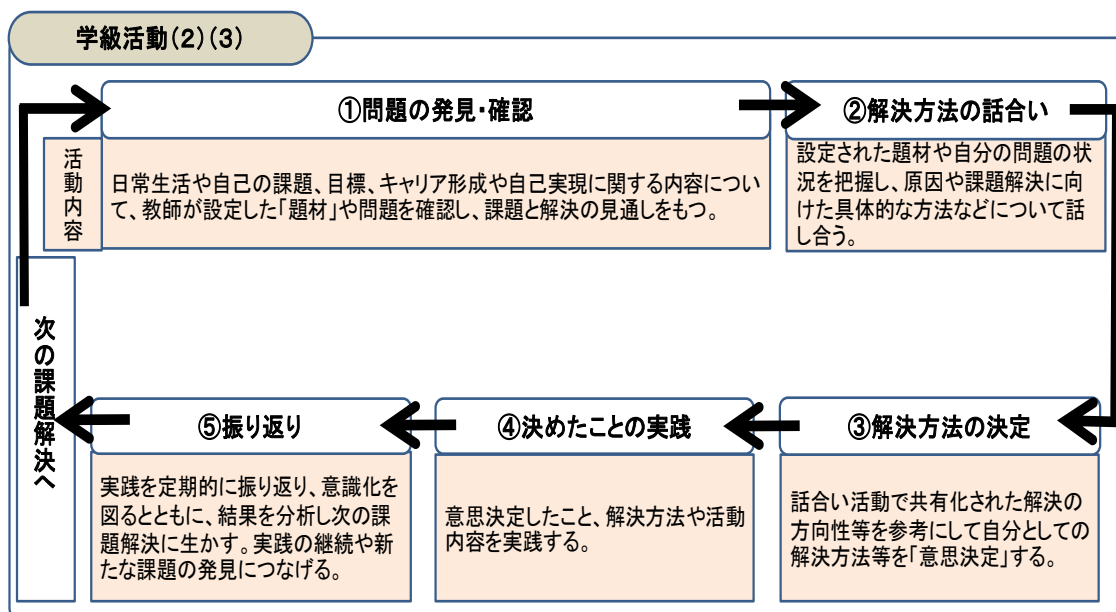 学級活動(2)(3)
①問題の発見・確認
活動内容
日常生活や自己の課題、目標、キャリア形成や自己実現に関する内容につい
て、教師が設定した「題材」や問題を確認し、課題と解決の見通しをもつ。
②解決方法の話合い
設定された題材や自分の問題の状
況を把握し、原因や課題解決に向
けた具体的な方法などについて話
し合う。
③解決方法の決定
話合い活動で共有化された解決の
方向性等を参考にして自分としての
解決方法等を「意思決定」する。
④決めたことの実践
意思決定したこと、解決方法や活動
内容を実践する。
⑤振り返り
実践を定期的に振り返り、意識化を
図るとともに、結果を分析し次の課
題解決に生かす。実践の継続や新
たな課題の発見につなげる。
次の課題解決へ